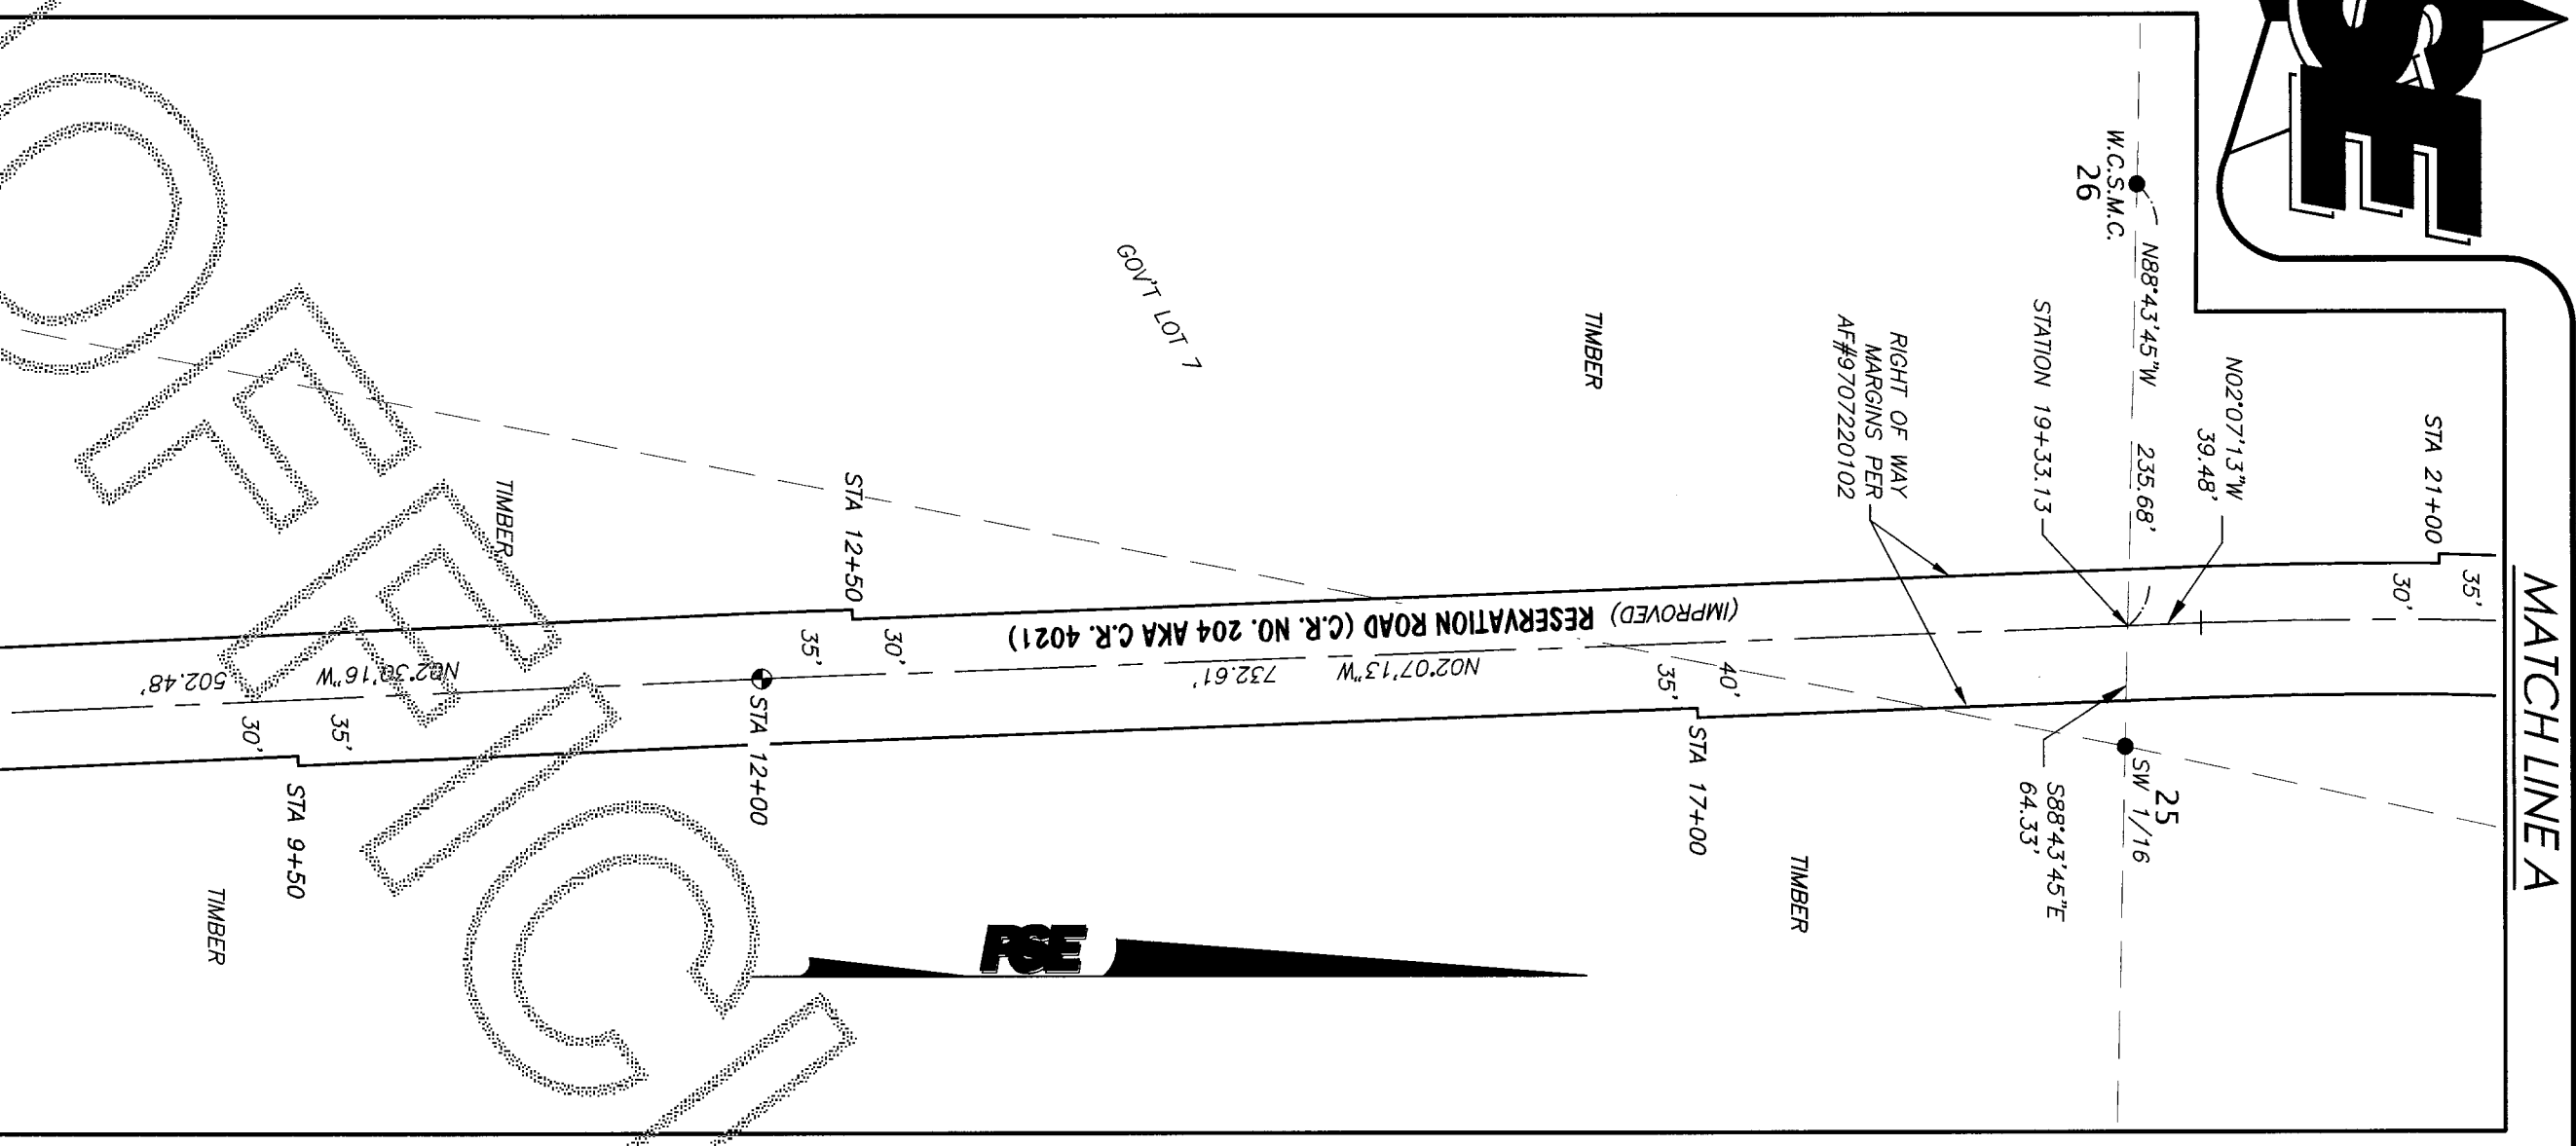 MATCH LINE A
PSE
STA 21+00
35'
30'
N02°07'13"W
39.48'
N88°43'45"W 235.68'
W.C.S.M.C.
26
STATION 19+33.13
25
SW 1/16
S88°43'45"E
64.33'
RIGHT OF WAY
MARGINS PER
AF#9707220102
TIMBER
TIMBER
40'
35'
STA 17+00
(IMPROVED) RESERVATION ROAD (C.R. NO. 204 AKA C.R. 4021)
N02°07'13"W 732.61'
GOV'T LOT 7
STA 12+50
30'
35'
STA 12+00
PSE
TIMBER
N02°30'16"W 502.48'
35'
30'
STA 9+50
TIMBER